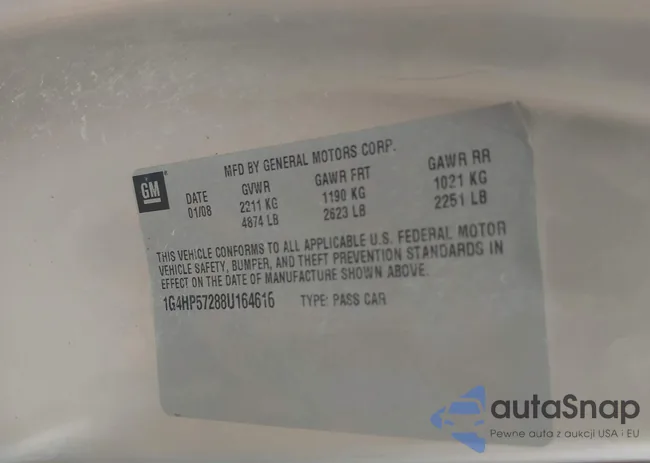 MFD BY GENERAL MOTORS CORP.
GM
DATE GVWR GAWR FRT GAWR RR
01/08 2211 KG 1190 KG 1021 KG
4874 LB 2623 LB 2251 LB
THIS VEHICLE CONFORMS TO ALL APPLICABLE U.S. FEDERAL MOTOR
VEHICLE SAFETY, BUMPER, AND THEFT PREVENTION STANDARDS IN
EFFECT ON THE DATE OF MANUFACTURE SHOWN ABOVE.
1G4HP57288U164616 TYPE: PASS CAR
autaSnap
Pewne auta z aukcji USA i EU